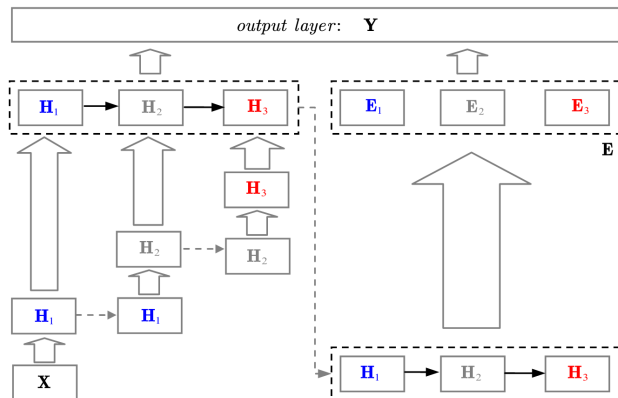 output layer: Y
H₁ H₂ H₃ E₁ E₂ E₃
E
H₃
H₂ H₂
H₁ H₁
H₁ H₂ H₃
X